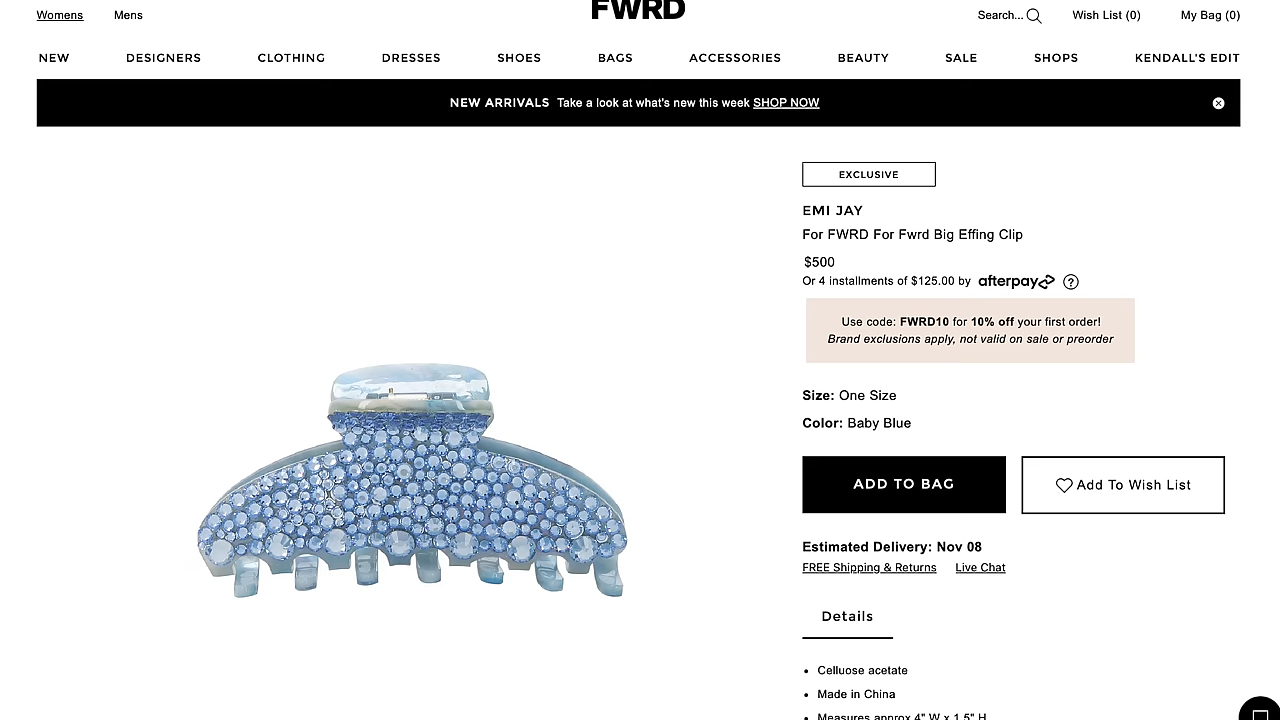 Womens Mens FWRD Search... Wish List (0) My Bag (0)
NEW DESIGNERS CLOTHING DRESSES SHOES BAGS ACCESSORIES BEAUTY SALE SHOPS KENDALL'S EDIT
NEW ARRIVALS Take a look at what's new this week SHOP NOW
EXCLUSIVE
EMI JAY
For FWRD For Fwrd Big Effing Clip
$500
Or 4 installments of $125.00 by afterpay ?
Use code: FWRD10 for 10% off your first order!
Brand exclusions apply, not valid on sale or preorder
Size: One Size
Color: Baby Blue
ADD TO BAG Add To Wish List
Estimated Delivery: Nov 08
FREE Shipping & Returns Live Chat
Details
• Celluose acetate
• Made in China
• Measures approx 4" W x 1.5" H